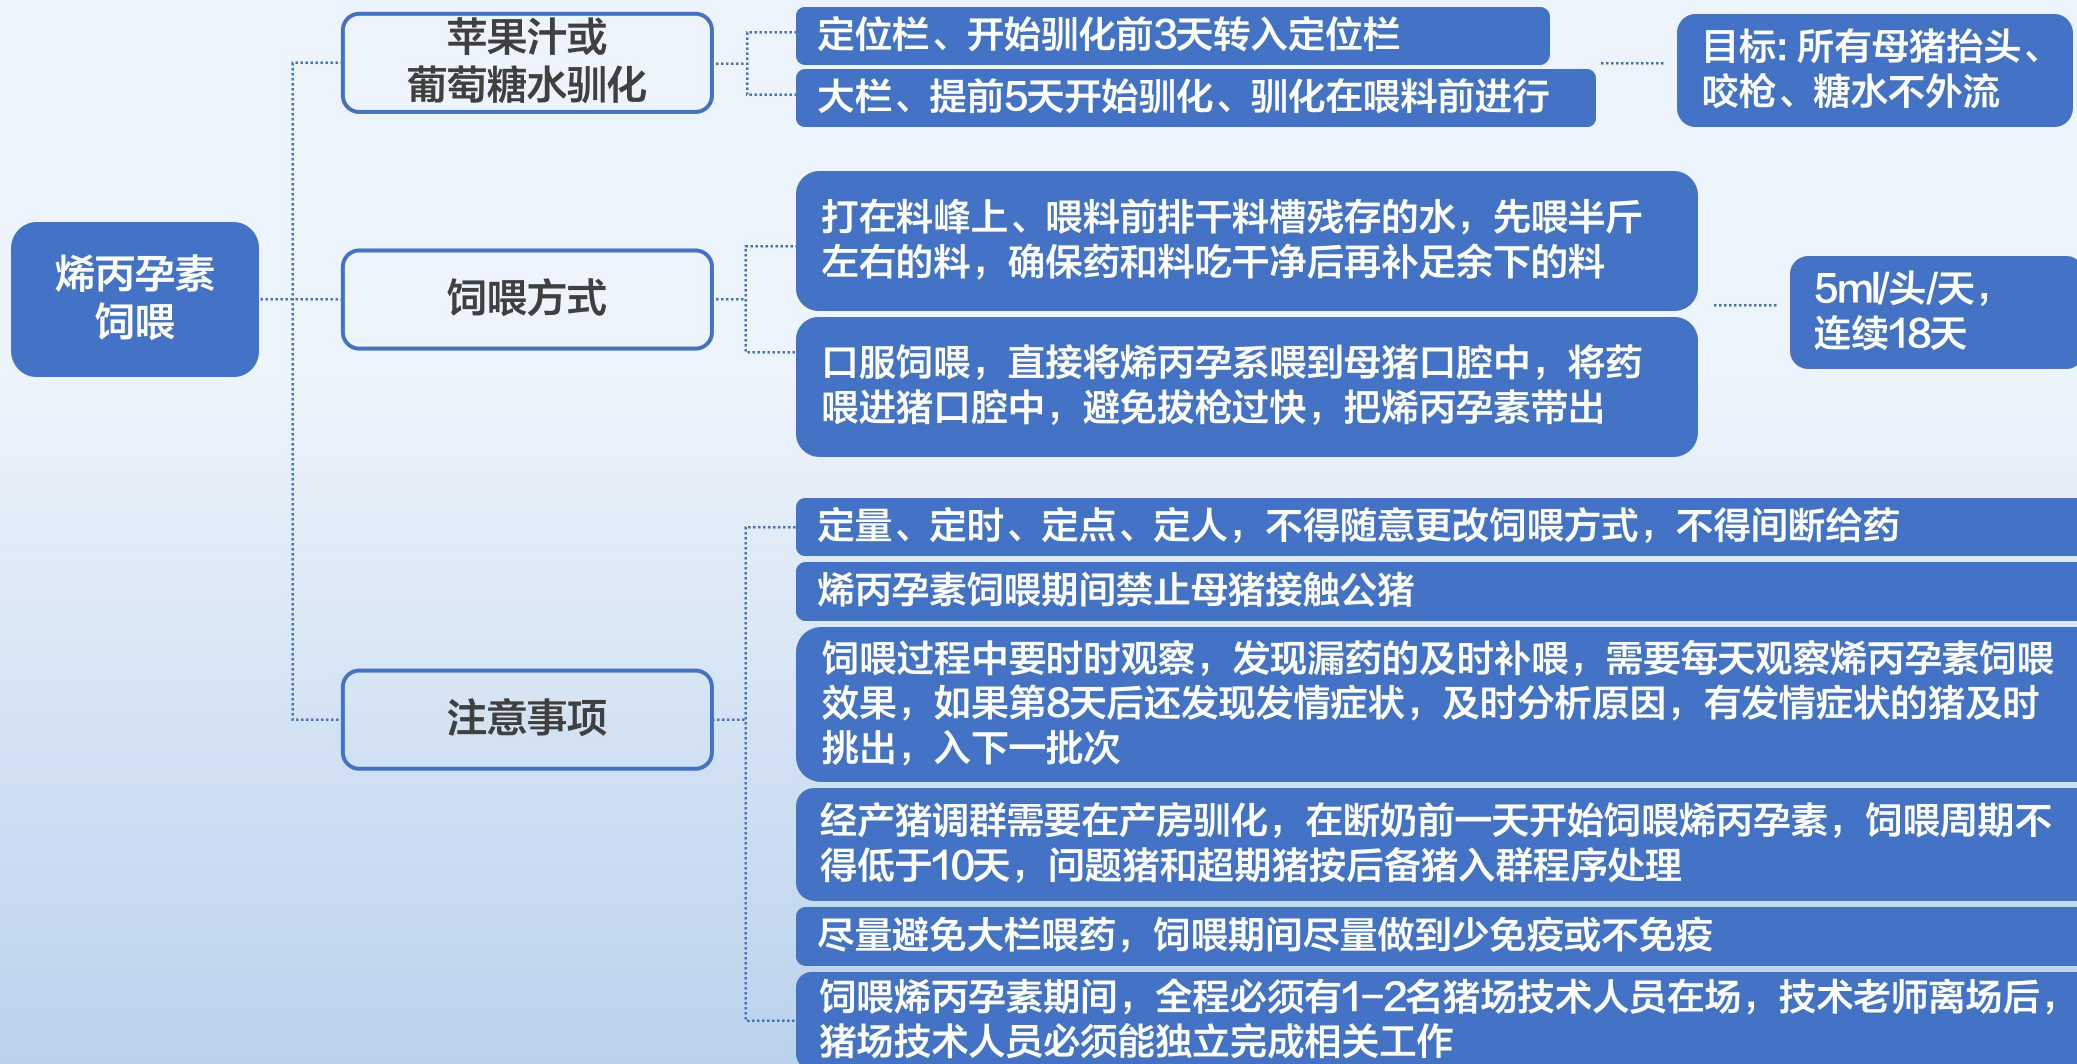 烯丙孕素
饲喂
苹果汁或
葡萄糖水驯化
定位栏、开始驯化前3天转入定位栏
大栏、提前5天开始驯化、驯化在喂料前进行
目标: 所有母猪抬头、
咬枪、糖水不外流
饲喂方式
打在料峰上、喂料前排干料槽残存的水，先喂半斤
左右的料，确保药和料吃干净后再补足余下的料
口服饲喂，直接将烯丙孕系喂到母猪口腔中，将药
喂进猪口腔中，避免拔枪过快，把烯丙孕素带出
5ml/头/天，
连续18天
注意事项
定量、定时、定点、定人，不得随意更改饲喂方式，不得间断给药
烯丙孕素饲喂期间禁止母猪接触公猪
饲喂过程中要时时观察，发现漏药的及时补喂，需要每天观察烯丙孕素饲喂
效果，如果第8天后还发现发情症状，及时分析原因，有发情症状的猪及时
挑出，入下一批次
经产猪调群需要在产房驯化，在断奶前一天开始饲喂烯丙孕素，饲喂周期不
得低于10天，问题猪和超期猪按后备猪入群程序处理
尽量避免大栏喂药，饲喂期间尽量做到少免疫或不免疫
饲喂烯丙孕素期间，全程必须有1-2名猪场技术人员在场，技术老师离场后，
猪场技术人员必须能独立完成相关工作